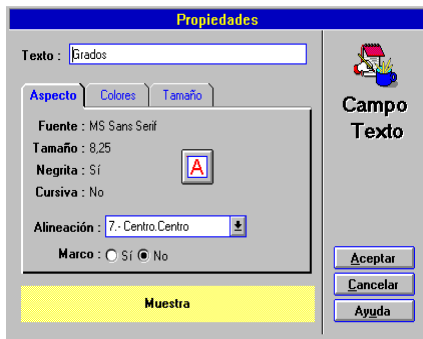 Propiedades
Texto : Grados
Aspecto Colores Tamaño
Fuente : MS Sans Serif
Tamaño : 8,25
Negrita : Sí
Cursiva : No
A
Alineación : 7.- Centro.Centro
Marco : Sí No
Muestra
Campo
Texto
Aceptar
Cancelar
Ayuda